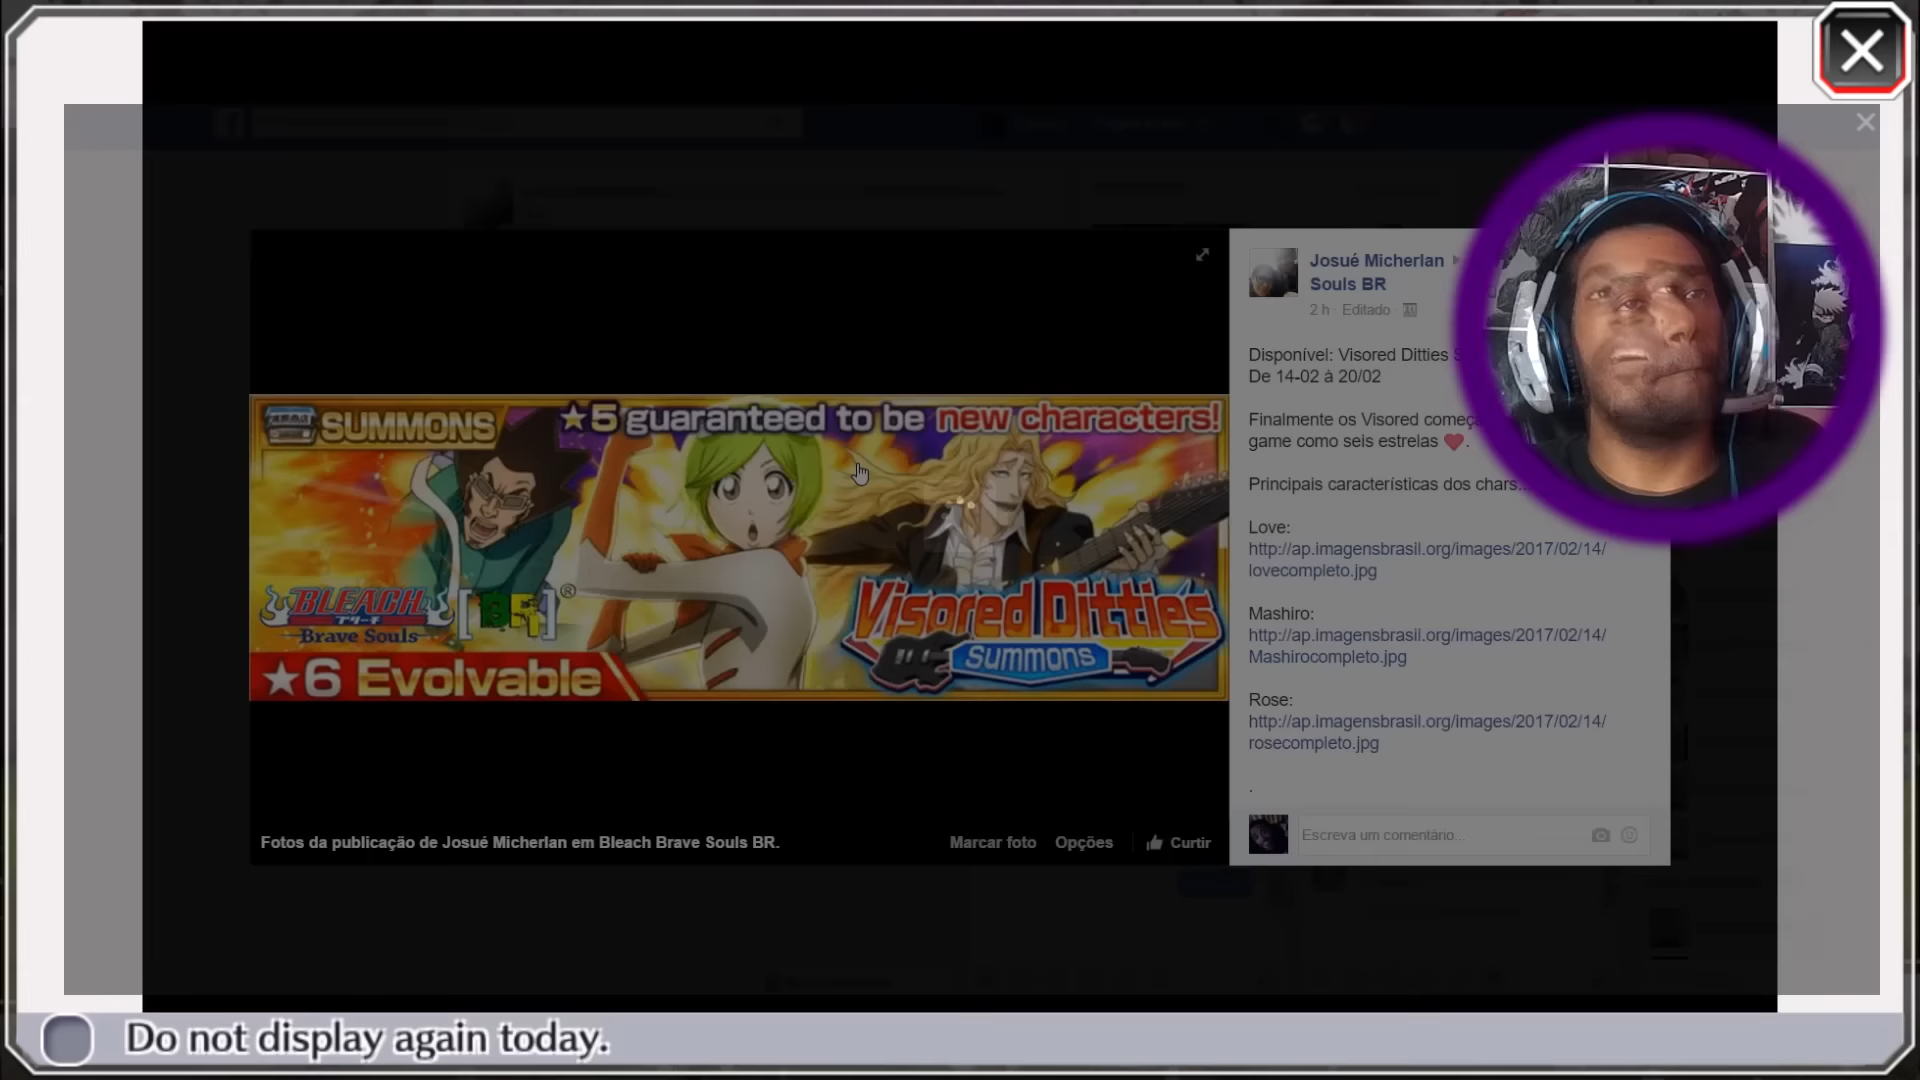 SUMMONS
★5 guaranteed to be new characters!
BLEACH
ブリーチ
Brave Souls
[BR]®
Visored Ditties
Summons
★6 Evolvable
Fotos da publicação de Josué Micherlan em Bleach Brave Souls BR.
Marcar foto Opções Curtir
Josué Micherlan
Souls BR
2 h · Editado
Disponível: Visored Ditties
De 14-02 à 20/02
Finalmente os Visored
game como seis estrelas ❤.
Principais características dos chars...
Love:
http://ap.imagensbrasil.org/images/2017/02/14/
lovecompleto.jpg
Mashiro:
http://ap.imagensbrasil.org/images/2017/02/14/
Mashirocompleto.jpg
Rose:
http://ap.imagensbrasil.org/images/2017/02/14/
rosecompleto.jpg
.
Escreva um comentário...
Do not display again today.